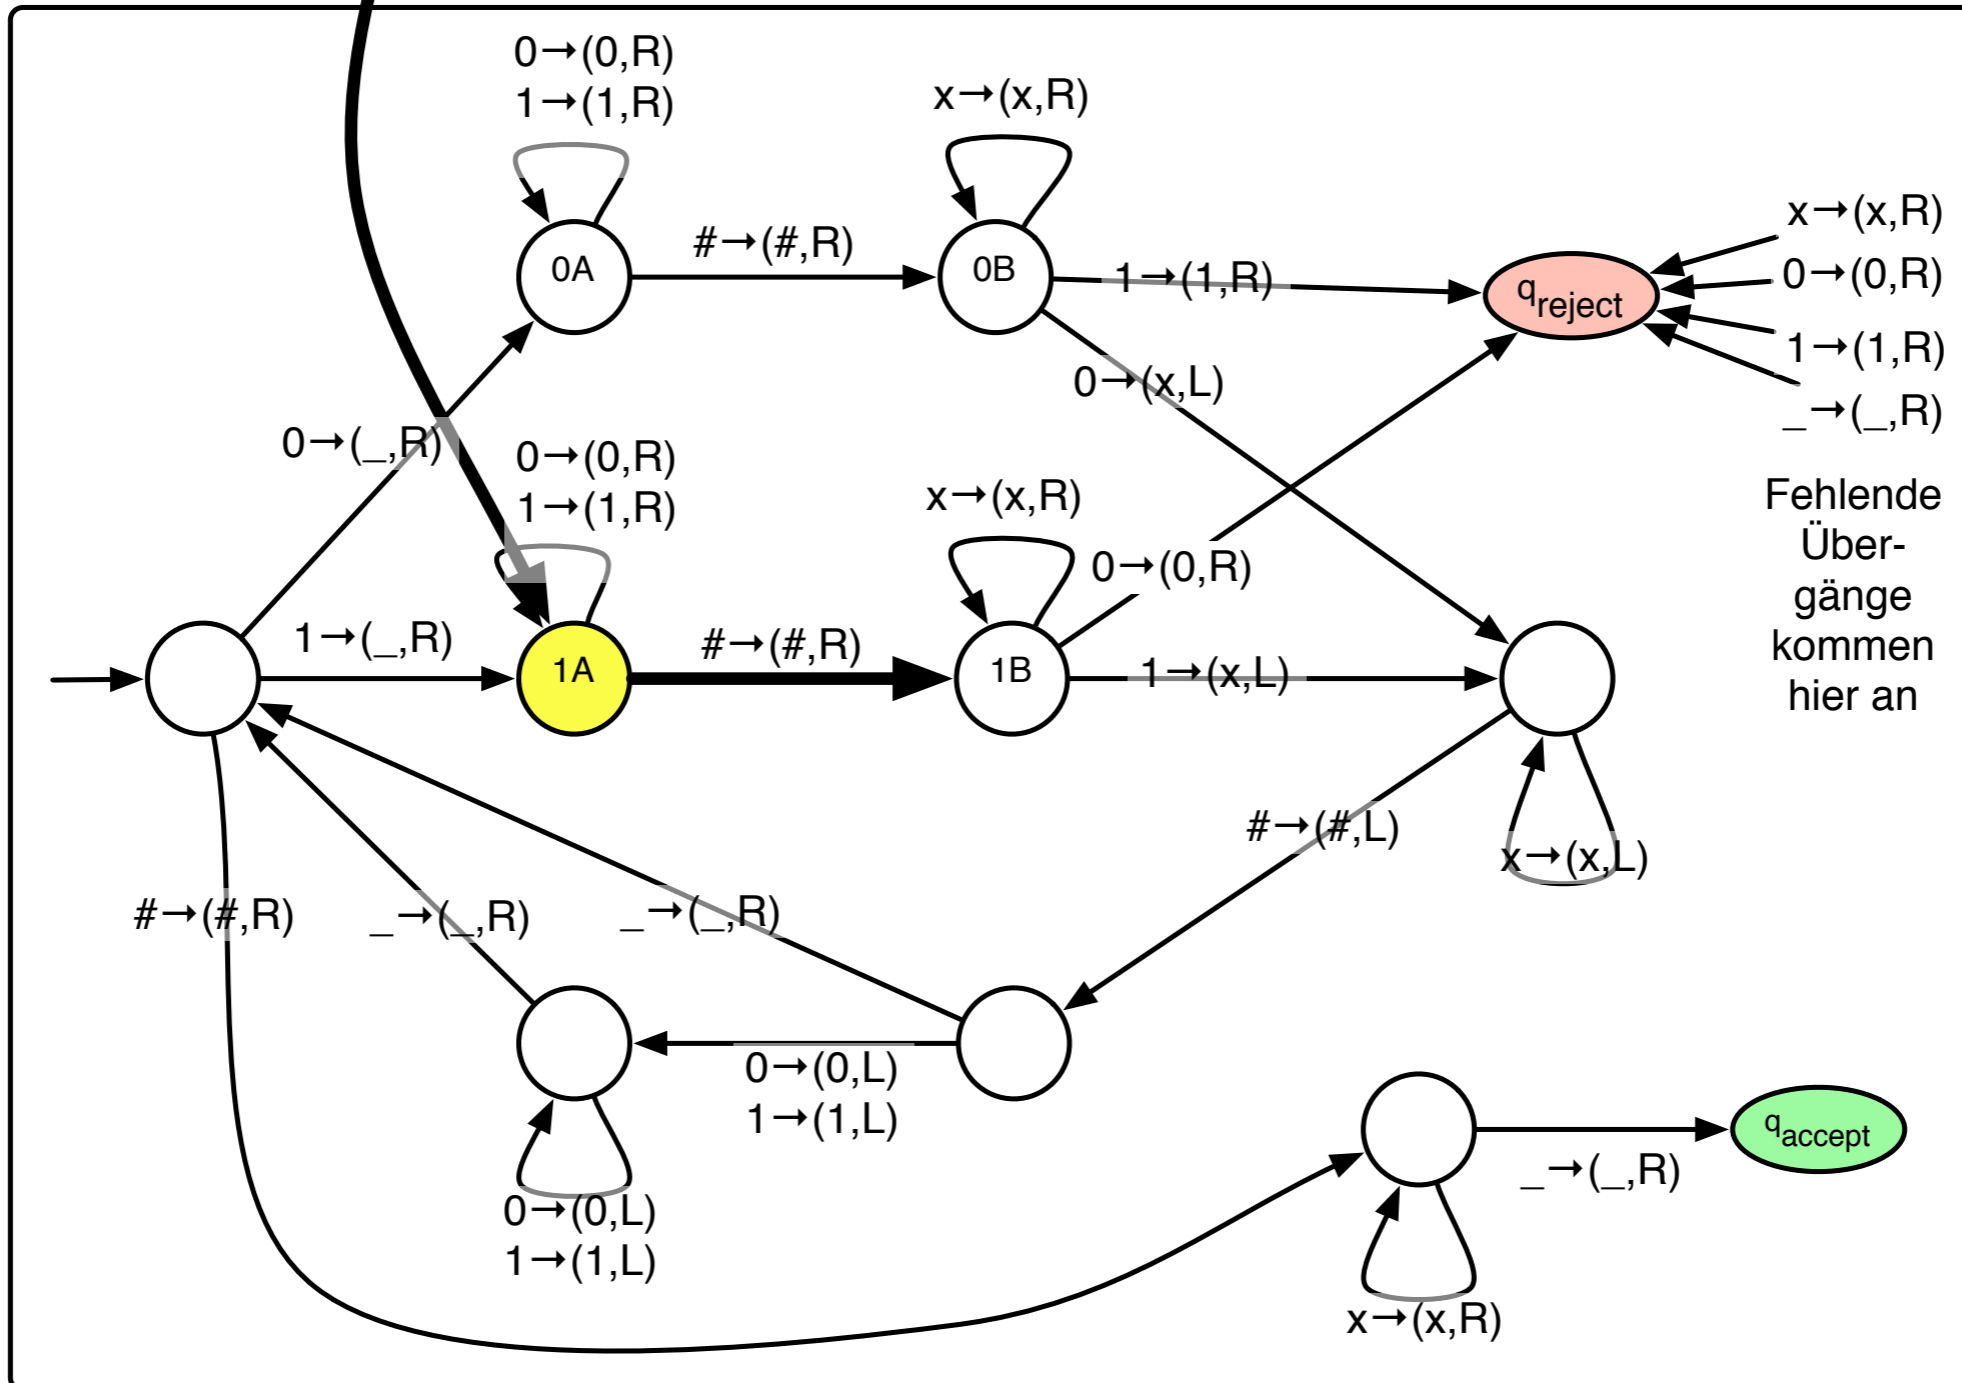 0→(0,R)
1→(1,R)
x→(x,R)
0A
#→(#,R)
0B
1→(1,R)
q_reject
x→(x,R)
0→(0,R)
1→(1,R)
_→(_,R)
0→(x,L)
0→(_,R)
0→(0,R)
1→(1,R)
x→(x,R)
Fehlende
Über-
gänge
kommen
hier an
0→(0,R)
1→(_,R)
1A
#→(#,R)
1B
1→(x,L)
#→(#,L)
x→(x,L)
#→(#,R)
_→(_,R)
_→(_,R)
0→(0,L)
1→(1,L)
q_accept
_→(_,R)
0→(0,L)
1→(1,L)
x→(x,R)